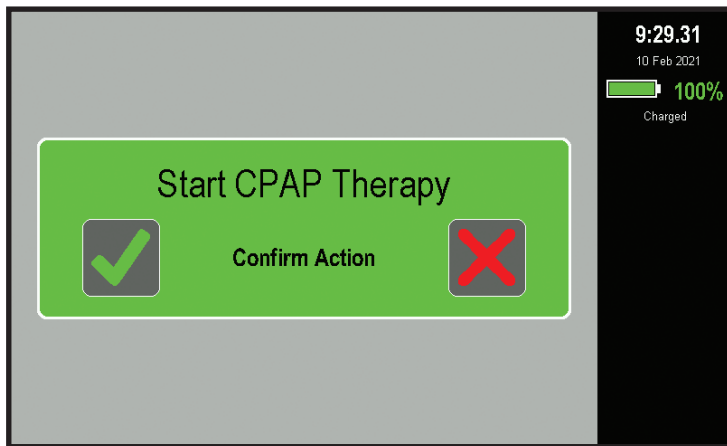 9:29.31
10 Feb 2021
100%
Charged
Start CPAP Therapy
Confirm Action